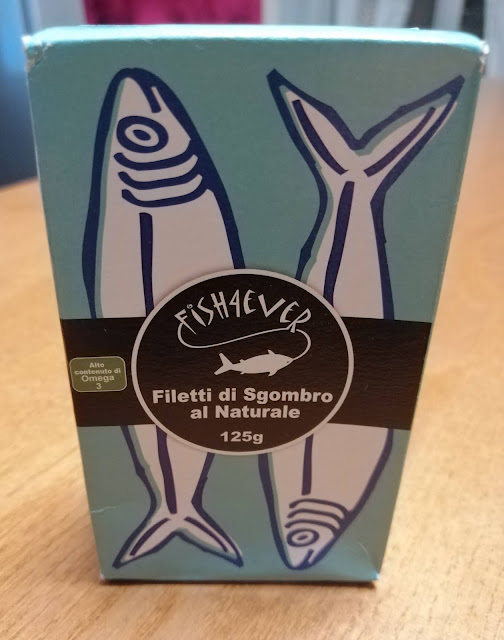 FISH4EVER
Alto
contenuto di
Omega
3
Filetti di Sgombro
al Naturale
125g